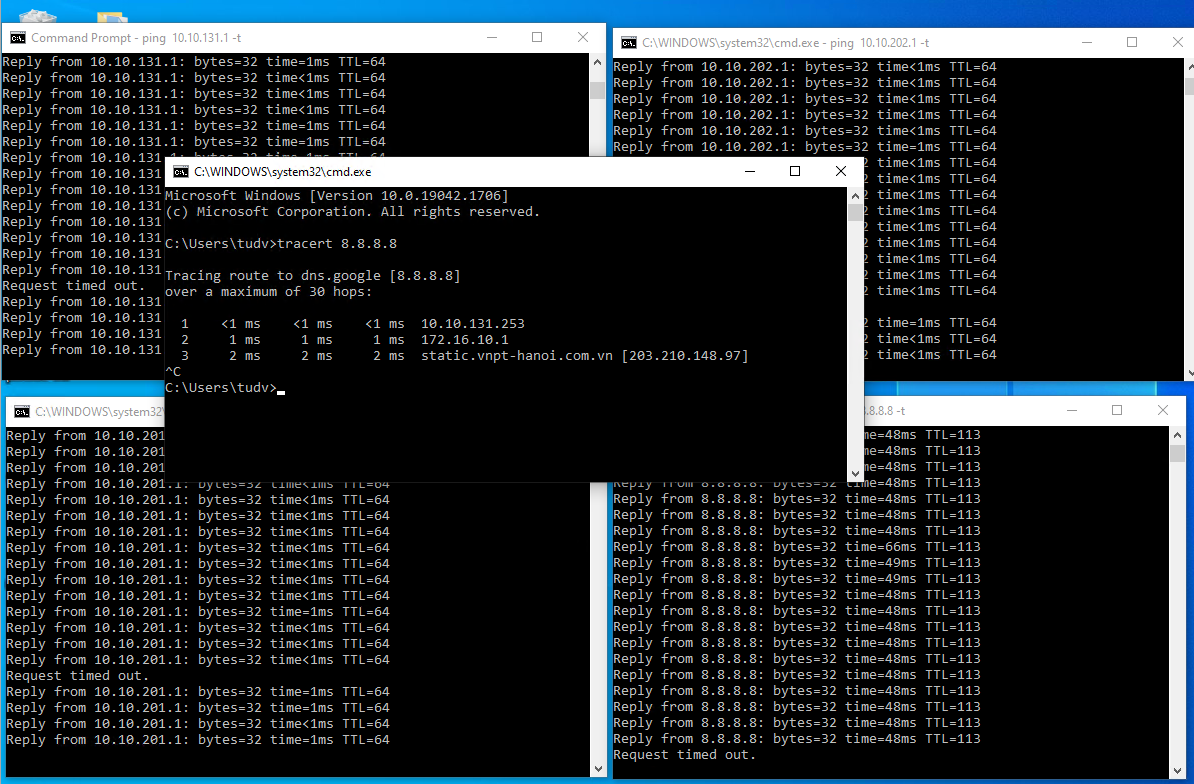 Command Prompt - ping 10.10.131.1 -t
Reply from 10.10.131.1: bytes=32 time=1ms TTL=64
Reply from 10.10.131.1: bytes=32 time<1ms TTL=64
Reply from 10.10.131.1: bytes=32 time<1ms TTL=64
Reply from 10.10.131.1: bytes=32 time<1ms TTL=64
Reply from 10.10.131.1: bytes=32 time=1ms TTL=64
Reply from 10.10.131.1: bytes=32 time=1ms TTL=64
Reply from 10.10.131
Reply from 10.10.131
Reply from 10.10.131
Reply from 10.10.131
Reply from 10.10.131
Reply from 10.10.131
Reply from 10.10.131
Reply from 10.10.131
Request timed out.
Reply from 10.10.131
Reply from 10.10.131
Reply from 10.10.131
Reply from 10.10.131
C:\WINDOWS\system32\cmd.exe - ping 10.10.202.1 -t
Reply from 10.10.202.1: bytes=32 time<1ms TTL=64
Reply from 10.10.202.1: bytes=32 time<1ms TTL=64
Reply from 10.10.202.1: bytes=32 time<1ms TTL=64
Reply from 10.10.202.1: bytes=32 time<1ms TTL=64
Reply from 10.10.202.1: bytes=32 time<1ms TTL=64
Reply from 10.10.202.1: bytes=32 time=1ms TTL=64
2 time<1ms TTL=64
2 time=1ms TTL=64
2 time<1ms TTL=64
2 time<1ms TTL=64
2 time<1ms TTL=64
2 time<1ms TTL=64
2 time<1ms TTL=64
2 time<1ms TTL=64
2 time<1ms TTL=64
2 time=1ms TTL=64
2 time<1ms TTL=64
2 time<1ms TTL=64
C:\WINDOWS\system32\cmd.exe
Microsoft Windows [Version 10.0.19042.1706]
(c) Microsoft Corporation. All rights reserved.
C:\Users\tudv>tracert 8.8.8.8
Tracing route to dns.google [8.8.8.8]
over a maximum of 30 hops:
1 <1 ms <1 ms <1 ms 10.10.131.253
2 1 ms 1 ms 1 ms 172.16.10.1
3 2 ms 2 ms 2 ms static.vnpt-hanoi.com.vn [203.210.148.97]
^C
C:\Users\tudv>
C:\WINDOWS\system32
Reply from 10.10.201
Reply from 10.10.201
Reply from 10.10.201
Reply from 10.10.201.1: bytes=32 time<1ms TTL=64
Reply from 10.10.201.1: bytes=32 time<1ms TTL=64
Reply from 10.10.201.1: bytes=32 time<1ms TTL=64
Reply from 10.10.201.1: bytes=32 time<1ms TTL=64
Reply from 10.10.201.1: bytes=32 time<1ms TTL=64
Reply from 10.10.201.1: bytes=32 time<1ms TTL=64
Reply from 10.10.201.1: bytes=32 time<1ms TTL=64
Reply from 10.10.201.1: bytes=32 time<1ms TTL=64
Reply from 10.10.201.1: bytes=32 time<1ms TTL=64
Reply from 10.10.201.1: bytes=32 time<1ms TTL=64
Reply from 10.10.201.1: bytes=32 time<1ms TTL=64
Reply from 10.10.201.1: bytes=32 time<1ms TTL=64
Request timed out.
Reply from 10.10.201.1: bytes=32 time=1ms TTL=64
Reply from 10.10.201.1: bytes=32 time=1ms TTL=64
Reply from 10.10.201.1: bytes=32 time<1ms TTL=64
Reply from 10.10.201.1: bytes=32 time=1ms TTL=64
8.8.8 -t
me=48ms TTL=113
me=48ms TTL=113
me=48ms TTL=113
Reply from 8.8.8.8: bytes=32 time=48ms TTL=113
Reply from 8.8.8.8: bytes=32 time=48ms TTL=113
Reply from 8.8.8.8: bytes=32 time=48ms TTL=113
Reply from 8.8.8.8: bytes=32 time=48ms TTL=113
Reply from 8.8.8.8: bytes=32 time=66ms TTL=113
Reply from 8.8.8.8: bytes=32 time=49ms TTL=113
Reply from 8.8.8.8: bytes=32 time=49ms TTL=113
Reply from 8.8.8.8: bytes=32 time=48ms TTL=113
Reply from 8.8.8.8: bytes=32 time=48ms TTL=113
Reply from 8.8.8.8: bytes=32 time=48ms TTL=113
Reply from 8.8.8.8: bytes=32 time=48ms TTL=113
Reply from 8.8.8.8: bytes=32 time=48ms TTL=113
Reply from 8.8.8.8: bytes=32 time=48ms TTL=113
Reply from 8.8.8.8: bytes=32 time=48ms TTL=113
Reply from 8.8.8.8: bytes=32 time=48ms TTL=113
Reply from 8.8.8.8: bytes=32 time=48ms TTL=113
Reply from 8.8.8.8: bytes=32 time=48ms TTL=113
Request timed out.